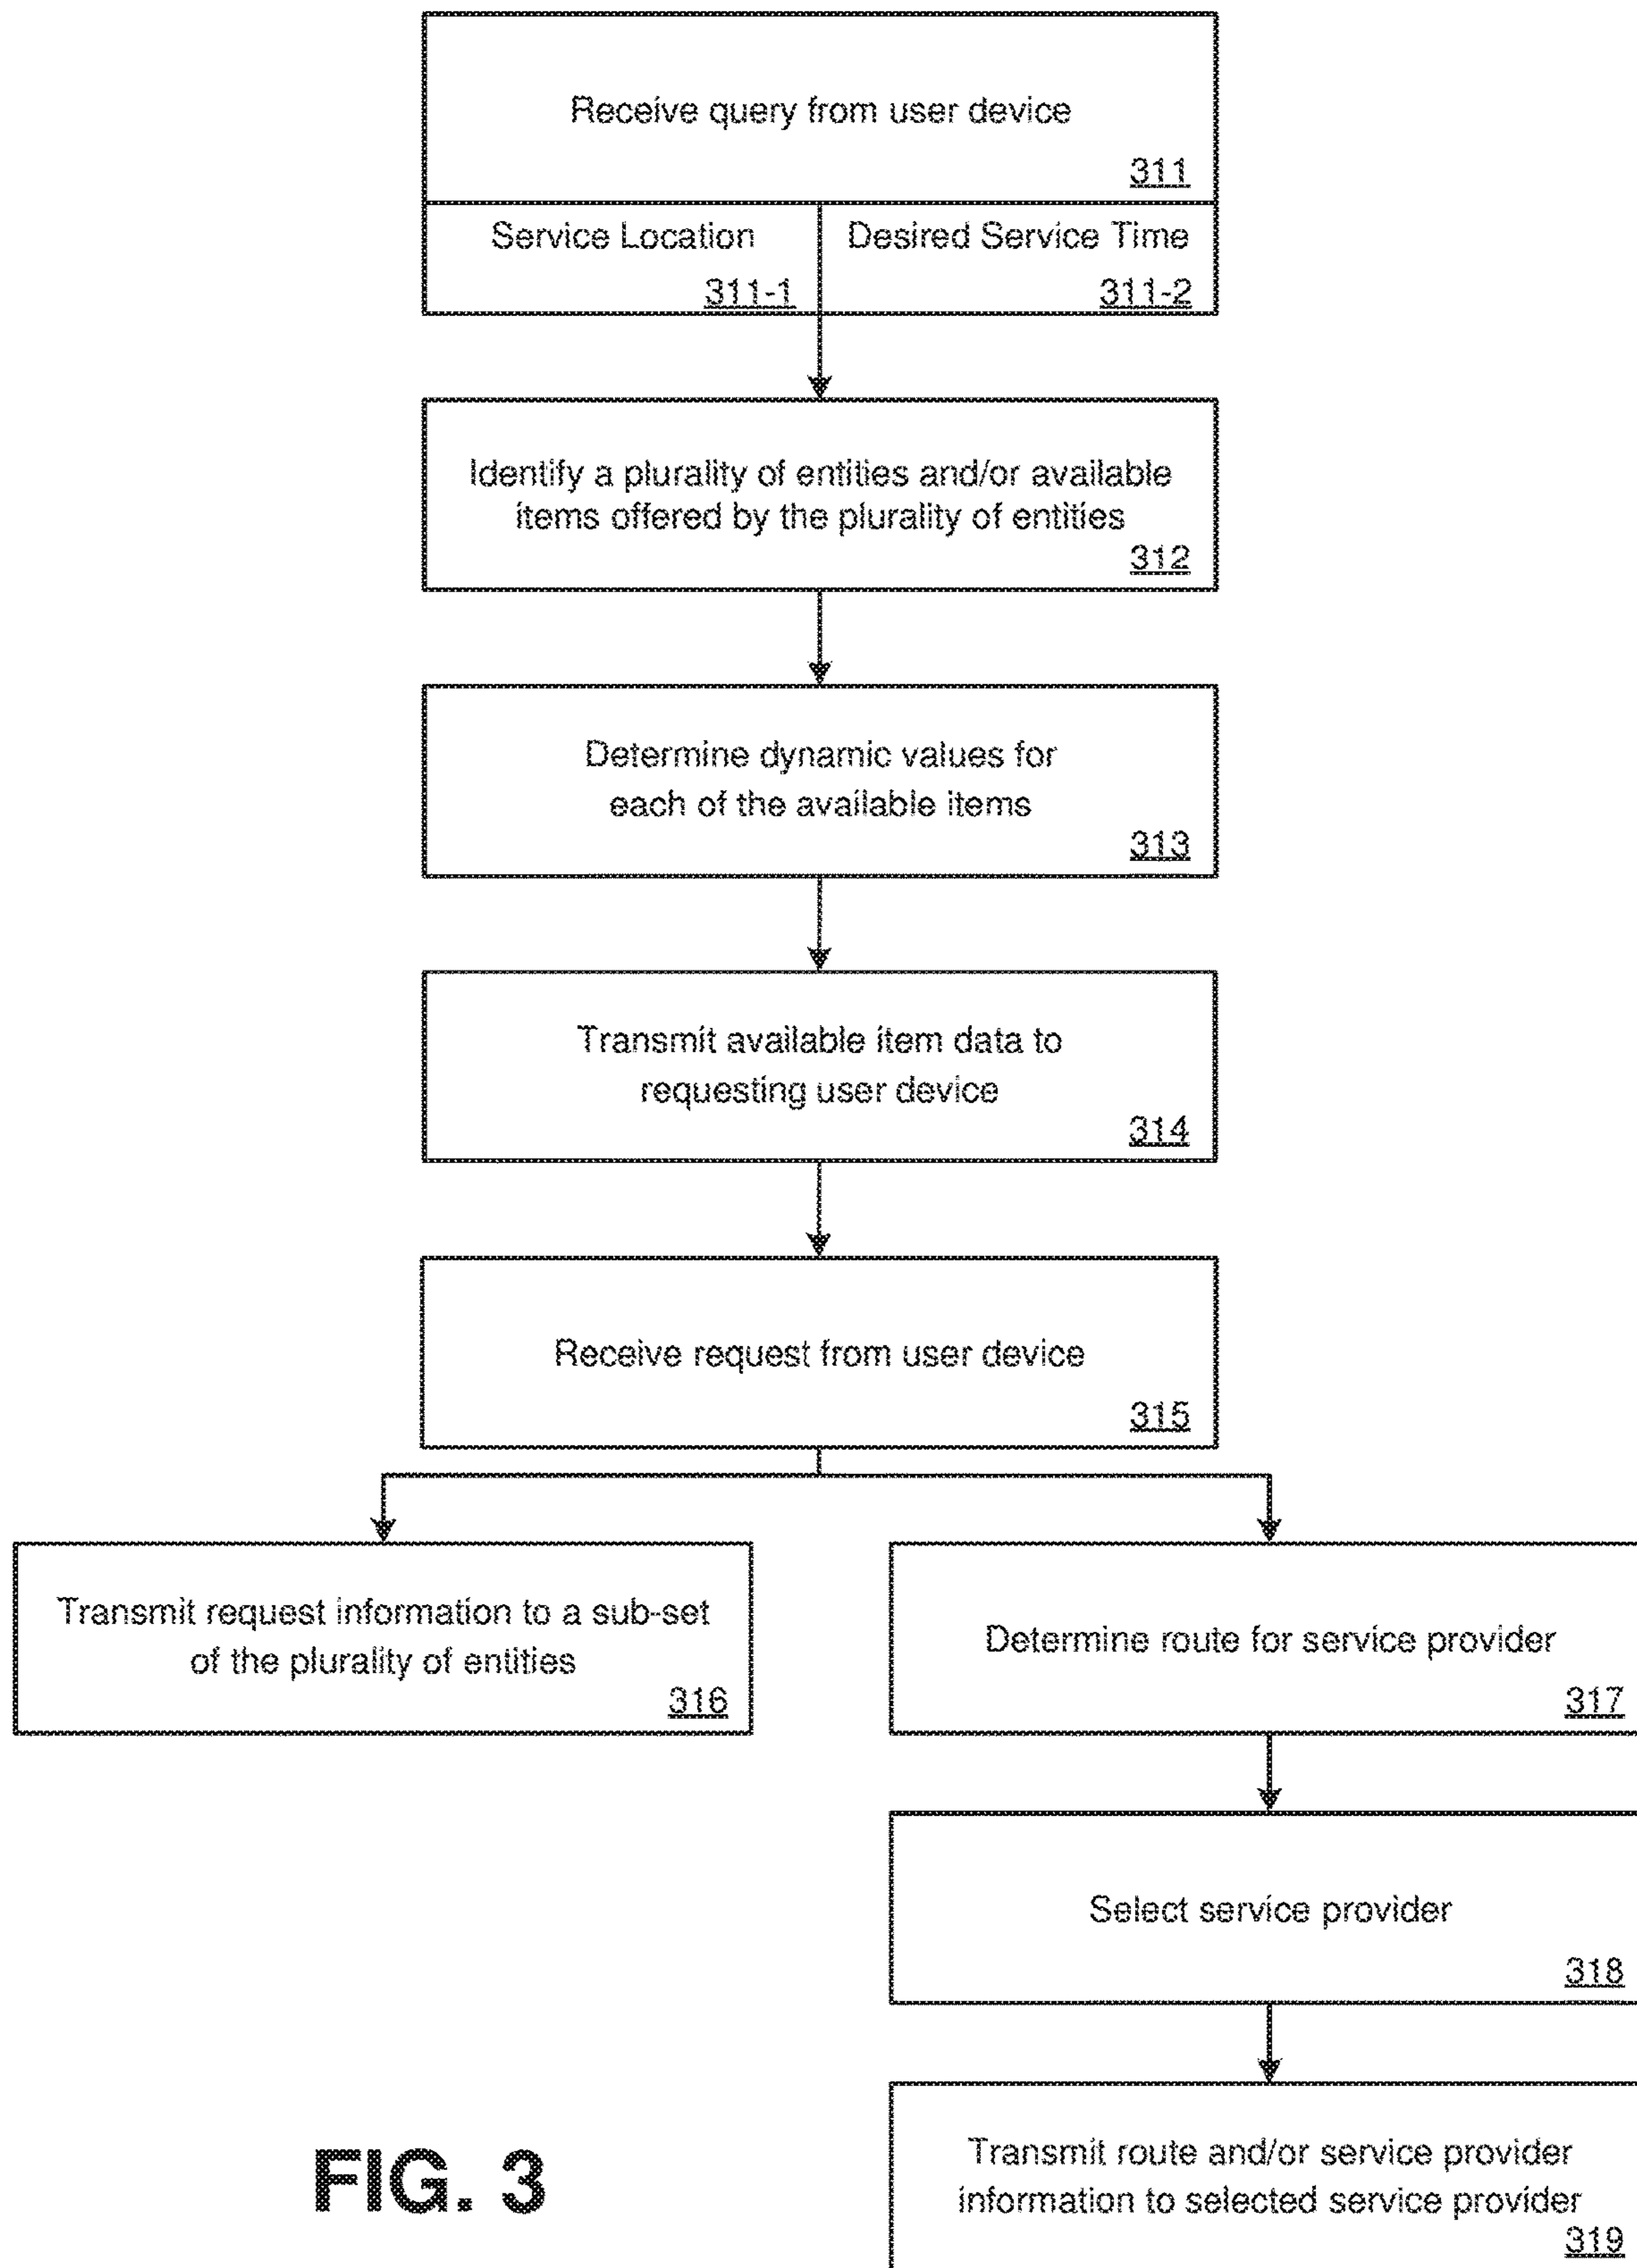 Receive query from user device
311
Service Location
311-1
Desired Service Time
311-2
Identify a plurality of entities and/or available
items offered by the plurality of entities
312
Determine dynamic values for
each of the available items
313
Transmit available item data to
requesting user device
314
Receive request from user device
315
Transmit request information to a sub-set
of the plurality of entities
316
Determine route for service provider
317
Select service provider
318
Transmit route and/or service provider
information to selected service provider
319
FIG. 3